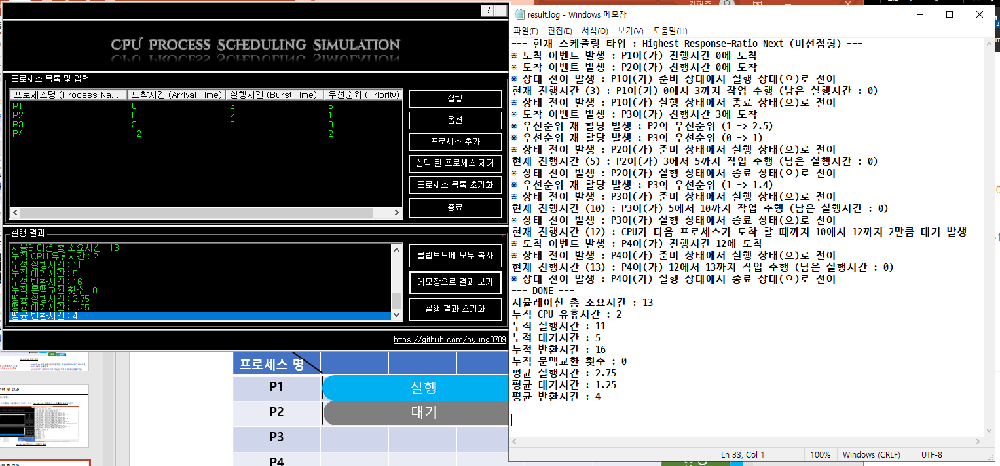 김형준
? -
CPU PROCESS SCHEDULING SIMULATION
프로세스 목록 및 입력
프로세스명 (Process Na... 도착시간 (Arrival Time) 실행시간 (Burst Time) 우선순위 (Priority)
P1 0 3 5
P2 0 2 1
P3 3 5 0
P4 12 1 2
실행
옵션
프로세스 추가
선택 된 프로세스 제거
프로세스 목록 초기화
종료
실행 결과
시뮬레이션 총 소요시간 : 13
누적 CPU 유휴시간 : 2
누적 실행시간 : 11
누적 대기시간 : 5
누적 반환시간 : 16
누적 문맥교환 횟수 : 0
평균 실행시간 : 2.75
평균 대기시간 : 1.25
평균 반환시간 : 4
클립보드에 모두 복사
메모장으로 결과 보기
실행 결과 초기화
https://github.com/hyung8789
프로세스 명
P1 실행
P2 대기
P3
P4
result.log - Windows 메모장
파일(F) 편집(E) 서식(O) 보기(V) 도움말(H)
--- 현재 스케줄링 타입 : Highest Response-Ratio Next (비선점형) ---
※ 도착 이벤트 발생 : P1이(가) 진행시간 0에 도착
※ 도착 이벤트 발생 : P2이(가) 진행시간 0에 도착
※ 상태 전이 발생 : P1이(가) 준비 상태에서 실행 상태(으)로 전이
현재 진행시간 (3) : P1이(가) 0에서 3까지 작업 수행 (남은 실행시간 : 0)
※ 상태 전이 발생 : P1이(가) 실행 상태에서 종료 상태(으)로 전이
※ 도착 이벤트 발생 : P3이(가) 진행시간 3에 도착
※ 우선순위 재 할당 발생 : P2의 우선순위 (1 -> 2.5)
※ 우선순위 재 할당 발생 : P3의 우선순위 (0 -> 1)
※ 상태 전이 발생 : P2이(가) 준비 상태에서 실행 상태(으)로 전이
현재 진행시간 (5) : P2이(가) 3에서 5까지 작업 수행 (남은 실행시간 : 0)
※ 상태 전이 발생 : P2이(가) 실행 상태에서 종료 상태(으)로 전이
※ 우선순위 재 할당 발생 : P3의 우선순위 (1 -> 1.4)
※ 상태 전이 발생 : P3이(가) 준비 상태에서 실행 상태(으)로 전이
현재 진행시간 (10) : P3이(가) 5에서 10까지 작업 수행 (남은 실행시간 : 0)
※ 상태 전이 발생 : P3이(가) 실행 상태에서 종료 상태(으)로 전이
현재 진행시간 (12) : CPU가 다음 프로세스가 도착 할 때까지 10에서 12까지 2만큼 대기 발생
※ 도착 이벤트 발생 : P4이(가) 진행시간 12에 도착
※ 상태 전이 발생 : P4이(가) 준비 상태에서 실행 상태(으)로 전이
현재 진행시간 (13) : P4이(가) 12에서 13까지 작업 수행 (남은 실행시간 : 0)
※ 상태 전이 발생 : P4이(가) 실행 상태에서 종료 상태(으)로 전이
--- DONE ---
시뮬레이션 총 소요시간 : 13
누적 CPU 유휴시간 : 2
누적 실행시간 : 11
누적 대기시간 : 5
누적 반환시간 : 16
누적 문맥교환 횟수 : 0
평균 실행시간 : 2.75
평균 대기시간 : 1.25
평균 반환시간 : 4
Ln 33, Col 1 100% Windows (CRLF) UTF-8